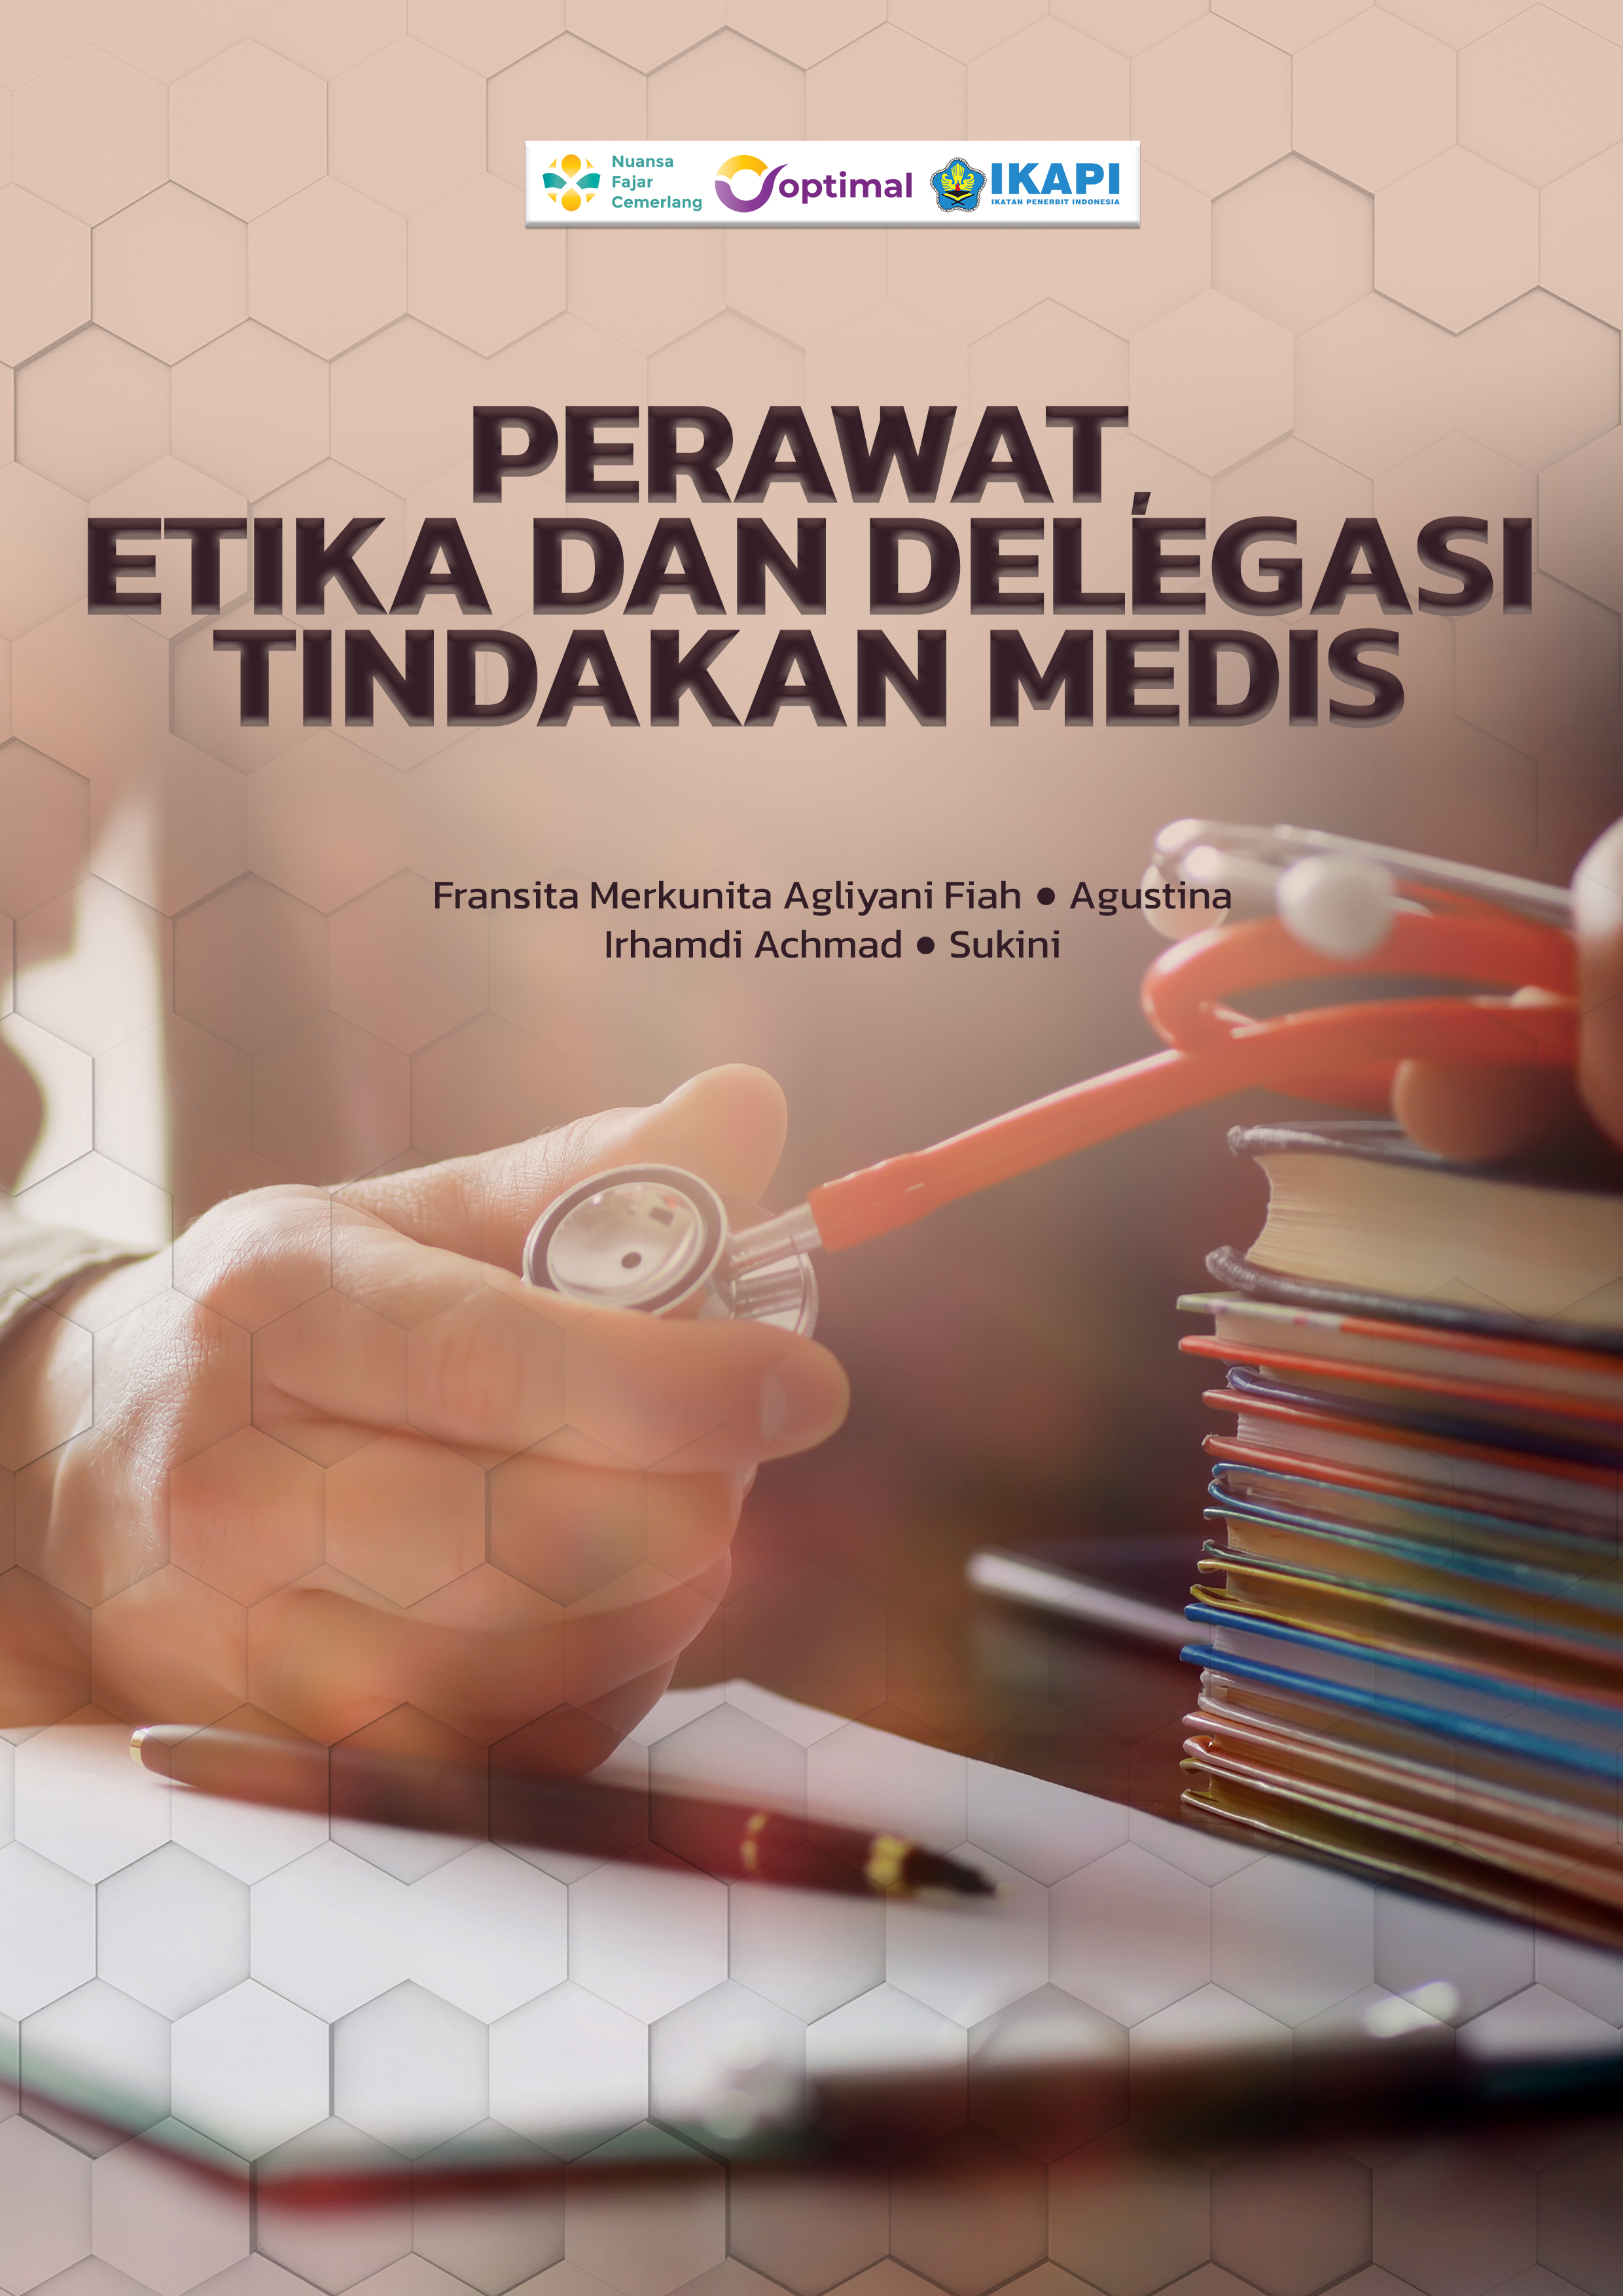 Nuansa
Fajar
Cemerlang
optimal
IKAPI
IKATAN PENERBIT INDONESIA
PERAWAT,
ETIKA DAN DELEGASI
TINDAKAN MEDIS
Fransita Merkunita Agliyani Fiah ● Agustina
Irhamdi Achmad ● Sukini